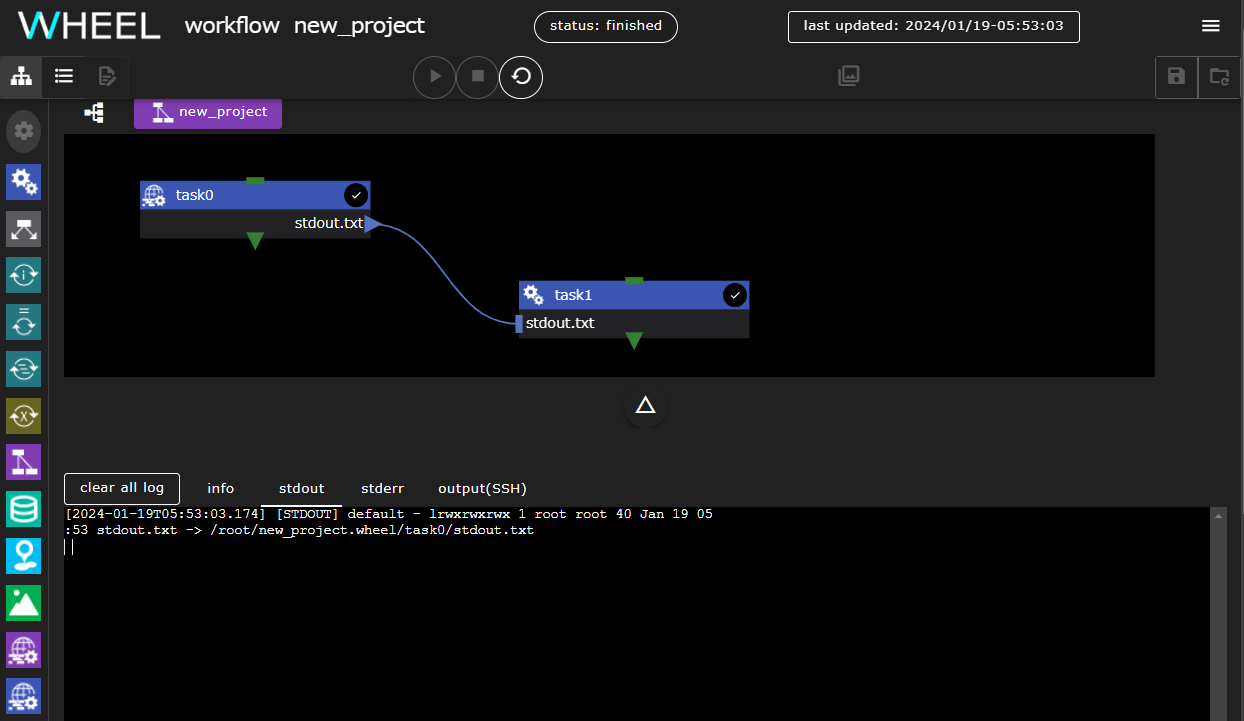 WHEEL workflow new_project status: finished last updated: 2024/01/19-05:53:03
new_project
task0
stdout.txt
task1
stdout.txt
clear all log info stdout stderr output(SSH)
[2024-01-19T05:53:03.174] [STDOUT] default - lrwxrwxrwx 1 root root 40 Jan 19 05
:53 stdout.txt -> /root/new_project.wheel/task0/stdout.txt